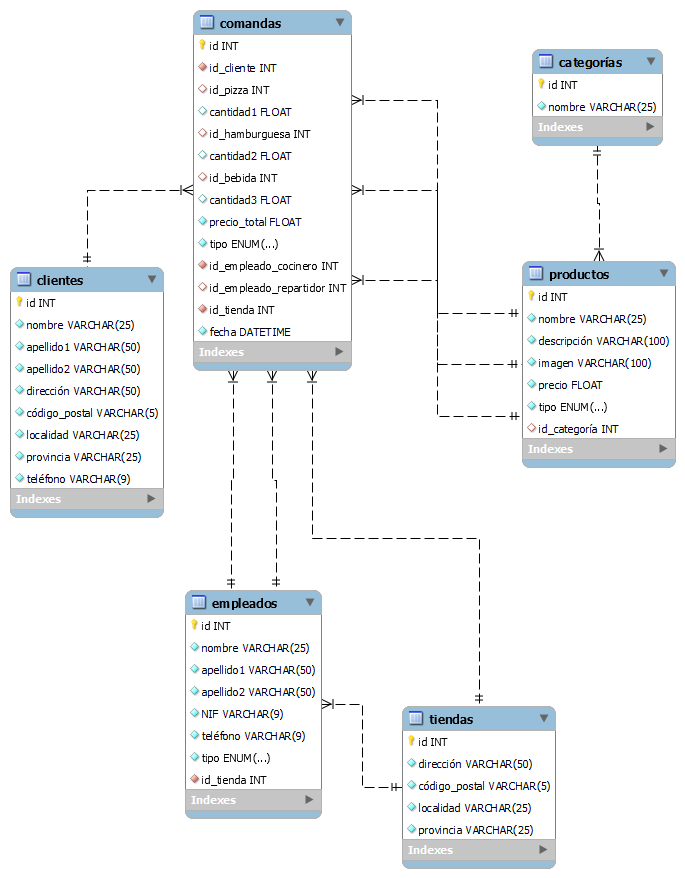 comandas
id INT
id_cliente INT
id_pizza INT
cantidad1 FLOAT
id_hamburguesa INT
cantidad2 FLOAT
id_bebida INT
cantidad3 FLOAT
precio_total FLOAT
tipo ENUM(...)
id_empleado_cocinero INT
id_empleado_repartidor INT
id_tienda INT
fecha DATETIME
Indexes
categorías
id INT
nombre VARCHAR(25)
Indexes
clientes
id INT
nombre VARCHAR(25)
apellido1 VARCHAR(50)
apellido2 VARCHAR(50)
dirección VARCHAR(50)
código_postal VARCHAR(5)
localidad VARCHAR(25)
provincia VARCHAR(25)
teléfono VARCHAR(9)
Indexes
productos
id INT
nombre VARCHAR(25)
descripción VARCHAR(100)
imagen VARCHAR(100)
precio FLOAT
tipo ENUM(...)
id_categoría INT
Indexes
empleados
id INT
nombre VARCHAR(25)
apellido1 VARCHAR(50)
apellido2 VARCHAR(50)
NIF VARCHAR(9)
teléfono VARCHAR(9)
tipo ENUM(...)
id_tienda INT
Indexes
tiendas
id INT
dirección VARCHAR(50)
código_postal VARCHAR(5)
localidad VARCHAR(25)
provincia VARCHAR(25)
Indexes